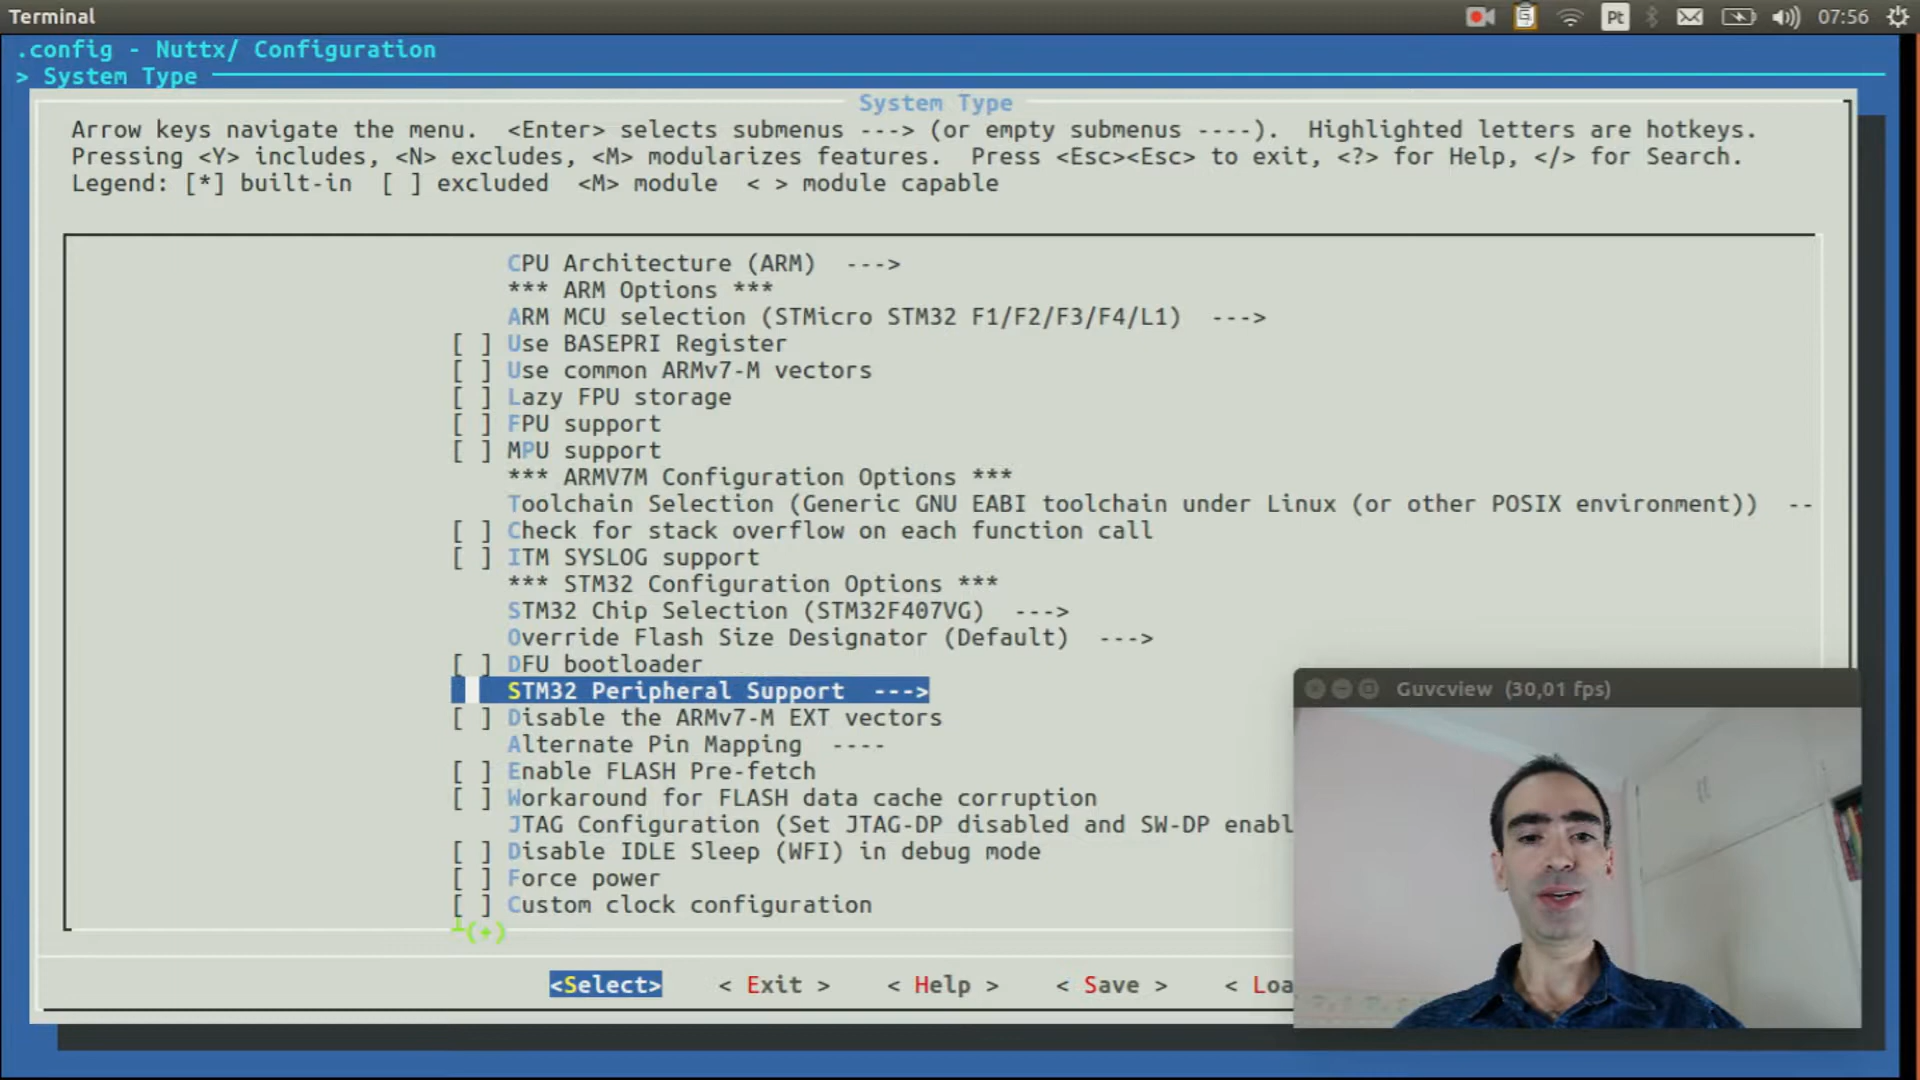 Terminal
Pt
07:56
.config - Nuttx/ Configuration
> System Type
System Type
Arrow keys navigate the menu.  <Enter> selects submenus ---> (or empty submenus ----).  Highlighted letters are hotkeys.
Pressing <Y> includes, <N> excludes, <M> modularizes features.  Press <Esc><Esc> to exit, <?> for Help, </> for Search.
Legend: [*] built-in  [ ] excluded  <M> module  < > module capable
CPU Architecture (ARM)  --->
*** ARM Options ***
ARM MCU selection (STMicro STM32 F1/F2/F3/F4/L1)  --->
[ ] Use BASEPRI Register
[ ] Use common ARMv7-M vectors
[ ] Lazy FPU storage
[ ] FPU support
[ ] MPU support
*** ARMV7M Configuration Options ***
Toolchain Selection (Generic GNU EABI toolchain under Linux (or other POSIX environment))  --
[ ] Check for stack overflow on each function call
[ ] ITM SYSLOG support
*** STM32 Configuration Options ***
STM32 Chip Selection (STM32F407VG)  --->
Override Flash Size Designator (Default)  --->
[ ] DFU bootloader
STM32 Peripheral Support  --->
[ ] Disable the ARMv7-M EXT vectors
Alternate Pin Mapping  ----
[ ] Enable FLASH Pre-fetch
[ ] Workaround for FLASH data cache corruption
JTAG Configuration (Set JTAG-DP disabled and SW-DP enabl
[ ] Disable IDLE Sleep (WFI) in debug mode
[ ] Force power
[ ] Custom clock configuration
(+)
<Select>    < Exit >    < Help >    < Save >    < Loa
Guvcview (30,01 fps)